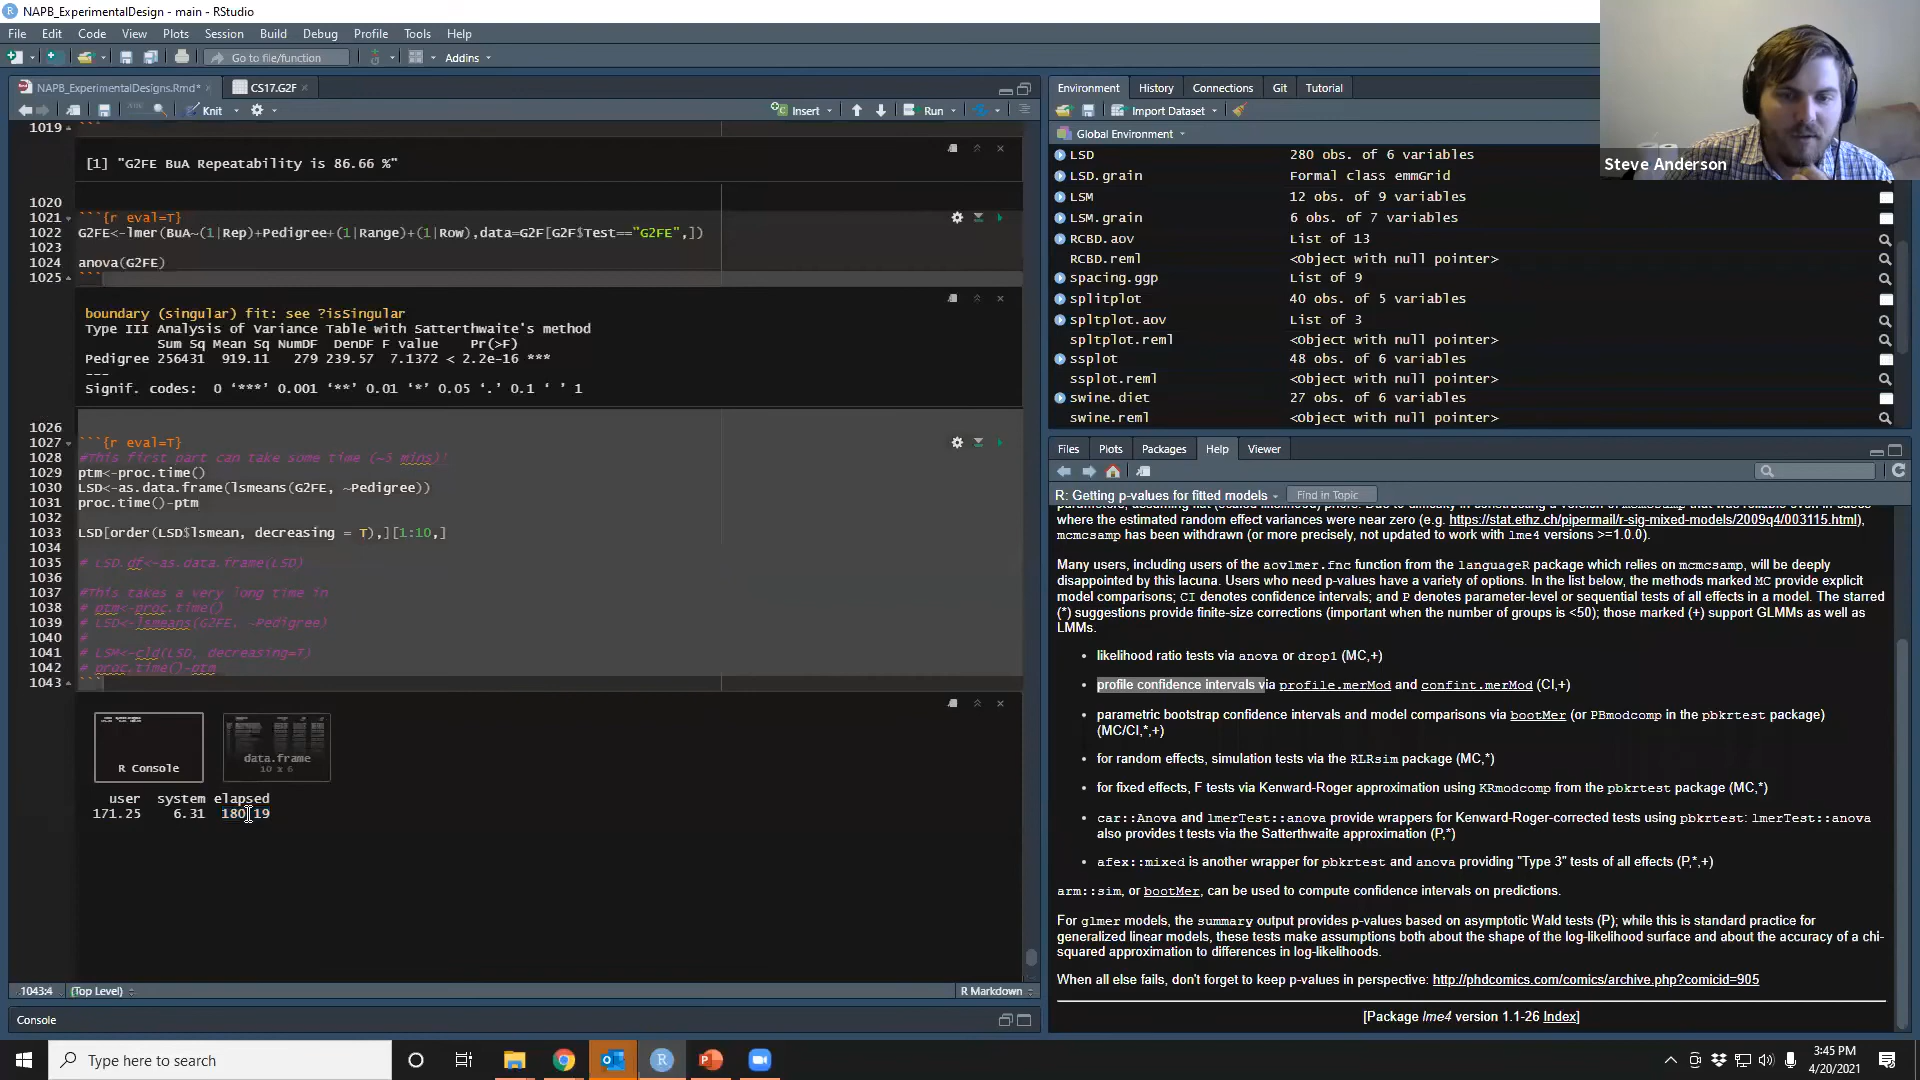 NAPB_ExperimentalDesign - main - RStudio
File Edit Code View Plots Session Build Debug Profile Tools Help
Go to file/function
Addins
NAPB_ExperimentalDesigns.Rmd*
CS17.G2F
Knit
Insert
Run
1019
[1] "G2FE BuA Repeatability is 86.66 %"
1020
1021 ```{r eval=T}
1022 G2FE<-lmer(BuA~(1|Rep)+Pedigree+(1|Range)+(1|Row),data=G2F[G2F$Test=="G2FE",])
1023
1024 anova(G2FE)
1025 ```
boundary (singular) fit: see ?isSingular
Type III Analysis of Variance Table with Satterthwaite's method
Sum Sq Mean Sq NumDF DenDF F value Pr(>F)
Pedigree 256431 919.11 279 239.57 7.1372 < 2.2e-16 ***
---
Signif. codes: 0 ‘***’ 0.001 ‘**’ 0.01 ‘*’ 0.05 ‘.’ 0.1 ‘ ’ 1
1026
1027 ```{r eval=T}
1028 #This first part can take some time (~5 mins)!
1029 ptm<-proc.time()
1030 LSD<-as.data.frame(lsmeans(G2FE, ~Pedigree))
1031 proc.time()-ptm
1032
1033 LSD[order(LSD$lsmean, decreasing = T),][1:10,]
1034
1035 # LSD.df<-as.data.frame(LSD)
1036
1037 #This takes a very long time in
1038 # ptm<-proc.time()
1039 # LSD<-lsmeans(G2FE, ~Pedigree)
1040 #
1041 # LSM<-cld(LSD, decreasing=T)
1042 # proc.time()-ptm
1043 ```
R Console
data.frame
10 x 6
user system elapsed
171.25 6.31 180.19
1043:4 (Top Level)
R Markdown
Console
Environment History Connections Git Tutorial
Import Dataset
Global Environment
LSD 280 obs. of 6 variables
LSD.grain Formal class emmGrid
LSM 12 obs. of 9 variables
LSM.grain 6 obs. of 7 variables
RCBD.aov List of 13
RCBD.reml <Object with null pointer>
spacing.ggp List of 9
splitplot 40 obs. of 5 variables
spltplot.aov List of 3
spltplot.reml <Object with null pointer>
ssplot 48 obs. of 6 variables
ssplot.reml <Object with null pointer>
swine.diet 27 obs. of 6 variables
swine.reml <Object with null pointer>
Steve Anderson
Files Plots Packages Help Viewer
R: Getting p-values for fitted models
Find in Topic
where the estimated random effect variances were near zero (e.g. https://stat.ethz.ch/pipermail/r-sig-mixed-models/2009q4/003115.html),
mcmcsamp has been withdrawn (or more precisely, not updated to work with lme4 versions >=1.0.0).
Many users, including users of the aovlmer.fnc function from the languageR package which relies on mcmcsamp, will be deeply
disappointed by this lacuna. Users who need p-values have a variety of options. In the list below, the methods marked MC provide explicit
model comparisons; CI denotes confidence intervals; and P denotes parameter-level or sequential tests of all effects in a model. The starred
(*) suggestions provide finite-size corrections (important when the number of groups is <50); those marked (+) support GLMMs as well as
LMMs.
• likelihood ratio tests via anova or drop1 (MC,+)
• profile confidence intervals via profile.merMod and confint.merMod (CI,+)
• parametric bootstrap confidence intervals and model comparisons via bootMer (or PBmodcomp in the pbkrtest package)
(MC/CI,*,+)
• for random effects, simulation tests via the RLRsim package (MC,*)
• for fixed effects, F tests via Kenward-Roger approximation using KRmodcomp from the pbkrtest package (MC,*)
• car::Anova and lmerTest::anova provide wrappers for Kenward-Roger-corrected tests using pbkrtest: lmerTest::anova
also provides t tests via the Satterthwaite approximation (P,*)
• afex::mixed is another wrapper for pbkrtest and anova providing "Type 3" tests of all effects (P,*,+)
arm::sim, or bootMer, can be used to compute confidence intervals on predictions.
For glmer models, the summary output provides p-values based on asymptotic Wald tests (P); while this is standard practice for
generalized linear models, these tests make assumptions both about the shape of the log-likelihood surface and about the accuracy of a chi-
squared approximation to differences in log-likelihoods.
When all else fails, don't forget to keep p-values in perspective: http://phdcomics.com/comics/archive.php?comicid=905
[Package lme4 version 1.1-26 Index]
Type here to search
3:45 PM
4/20/2021